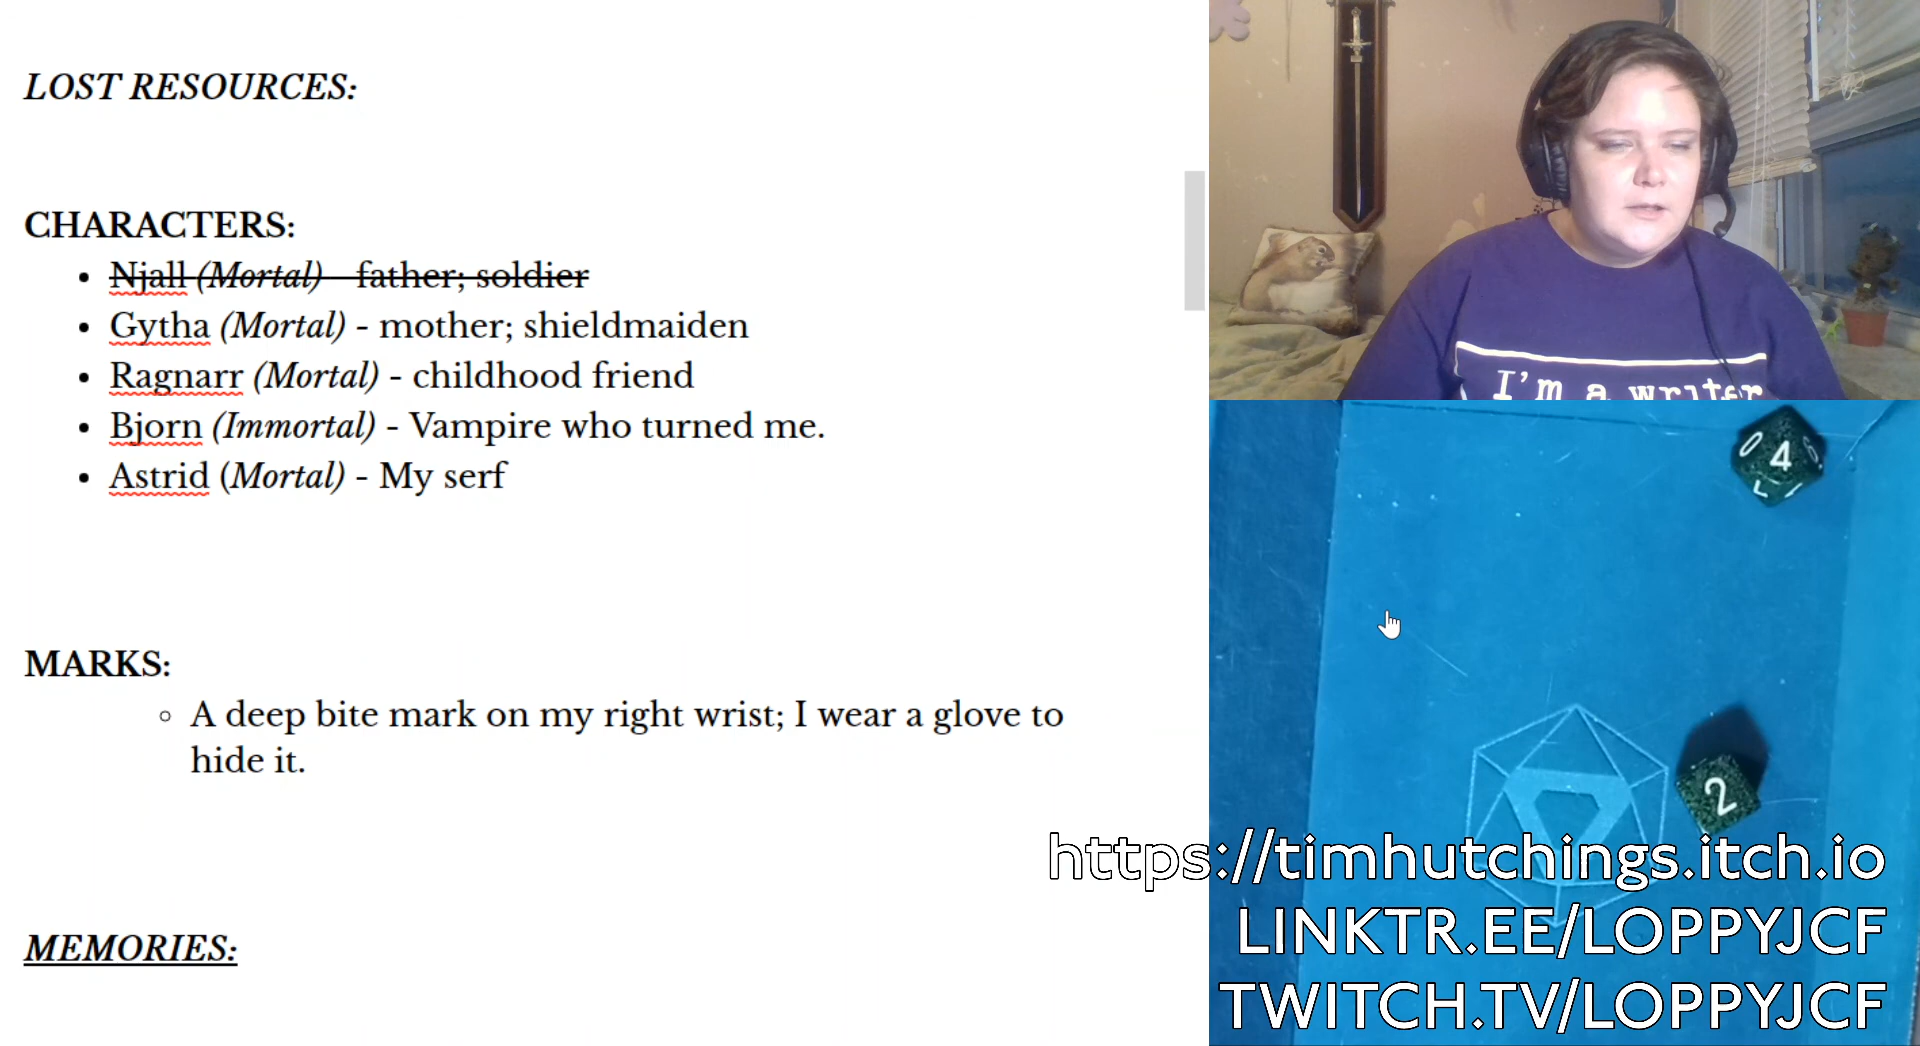 LOST RESOURCES:
CHARACTERS:
Njall (Mortal) - father; soldier
Gytha (Mortal) - mother; shieldmaiden
Ragnarr (Mortal) - childhood friend
Bjorn (Immortal) - Vampire who turned me.
Astrid (Mortal) - My serf
MARKS:
A deep bite mark on my right wrist; I wear a glove to
hide it.
MEMORIES:
I'm a writer
0 4
2
https://timhutchings.itch.io
LINKTR.EE/LOPPYJCF
TWITCH.TV/LOPPYJCF